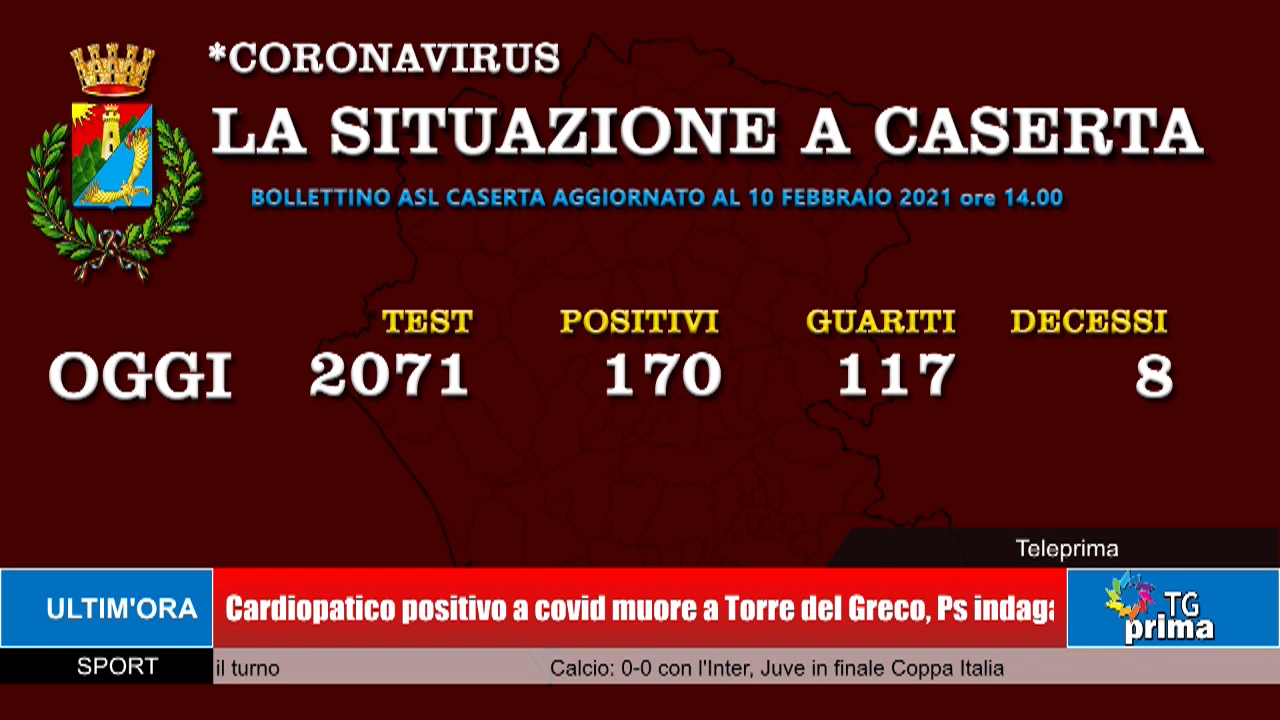 *CORONAVIRUS
LA SITUAZIONE A CASERTA
BOLLETTINO ASL CASERTA AGGIORNATO AL 10 FEBBRAIO 2021 ore 14.00
TEST POSITIVI GUARITI DECESSI
OGGI 2071 170 117 8
Teleprima
ULTIM'ORA Cardiopatico positivo a covid muore a Torre del Greco, Ps indaga
TG
prima
SPORT il turno Calcio: 0-0 con l'Inter, Juve in finale Coppa Italia